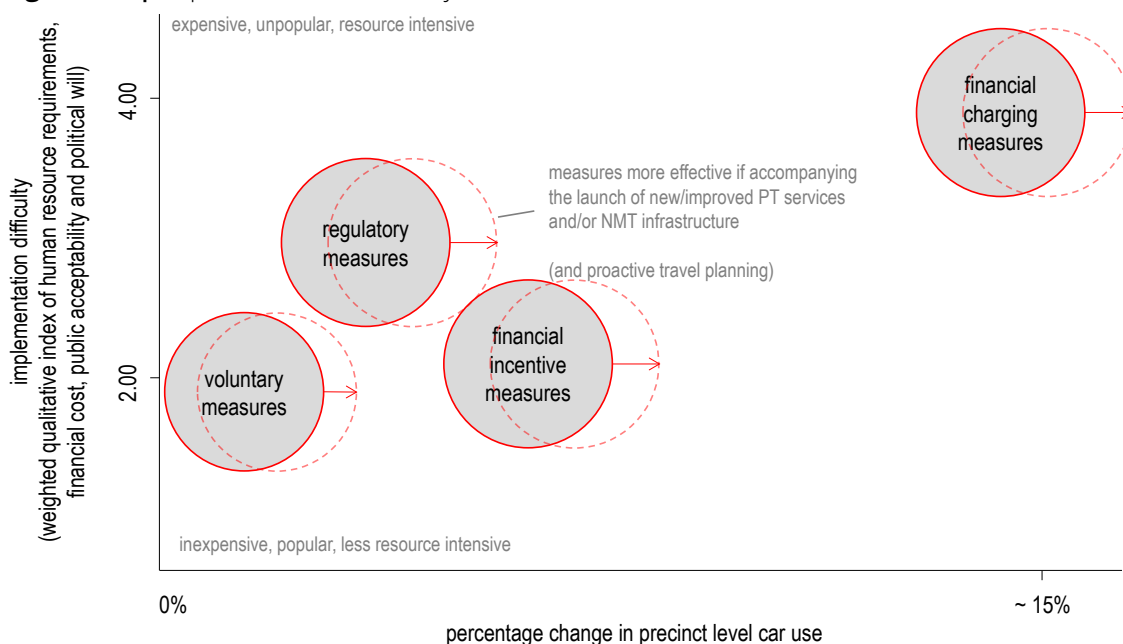 expensive, unpopular, resource intensive
implementation difficulty
(weighted qualitative index of human resource requirements,
financial cost, public acceptability and political will)
4.00
2.00
financial
charging
measures
measures more effective if accompanying
the launch of new/improved PT services
and/or NMT infrastructure
(and proactive travel planning)
regulatory
measures
financial
incentive
measures
voluntary
measures
inexpensive, popular, less resource intensive
0%
~ 15%
percentage change in precinct level car use